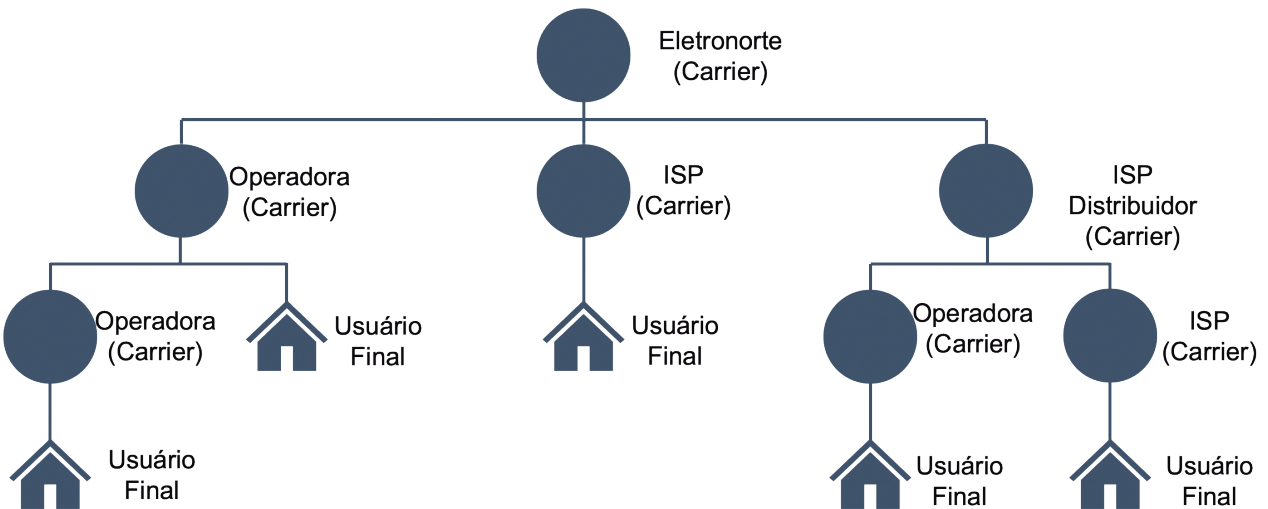 Eletronorte
(Carrier)
Operadora
(Carrier)
ISP
(Carrier)
ISP
Distribuidor
(Carrier)
Operadora
(Carrier)
Usuário
Final
Usuário
Final
Operadora
(Carrier)
ISP
(Carrier)
Usuário
Final
Usuário
Final
Usuário
Final